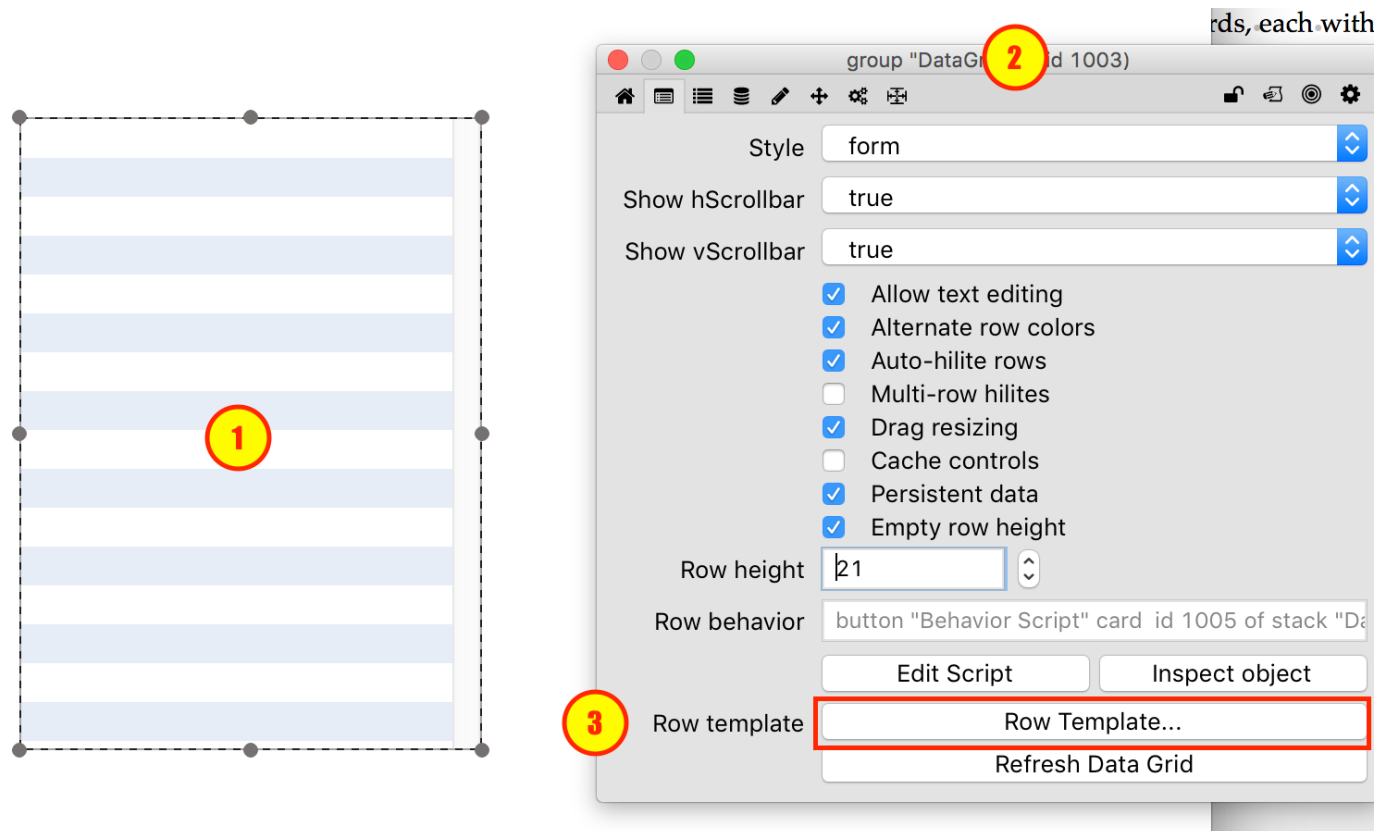 rds, each with
group "DataGr 2 id 1003)
Style form
Show hScrollbar true
Show vScrollbar true
Allow text editing
Alternate row colors
Auto-hilite rows
Multi-row hilites
Drag resizing
Cache controls
Persistent data
Empty row height
1
Row height 21
Row behavior button "Behavior Script" card id 1005 of stack "Da
Edit Script Inspect object
3 Row template Row Template...
Refresh Data Grid